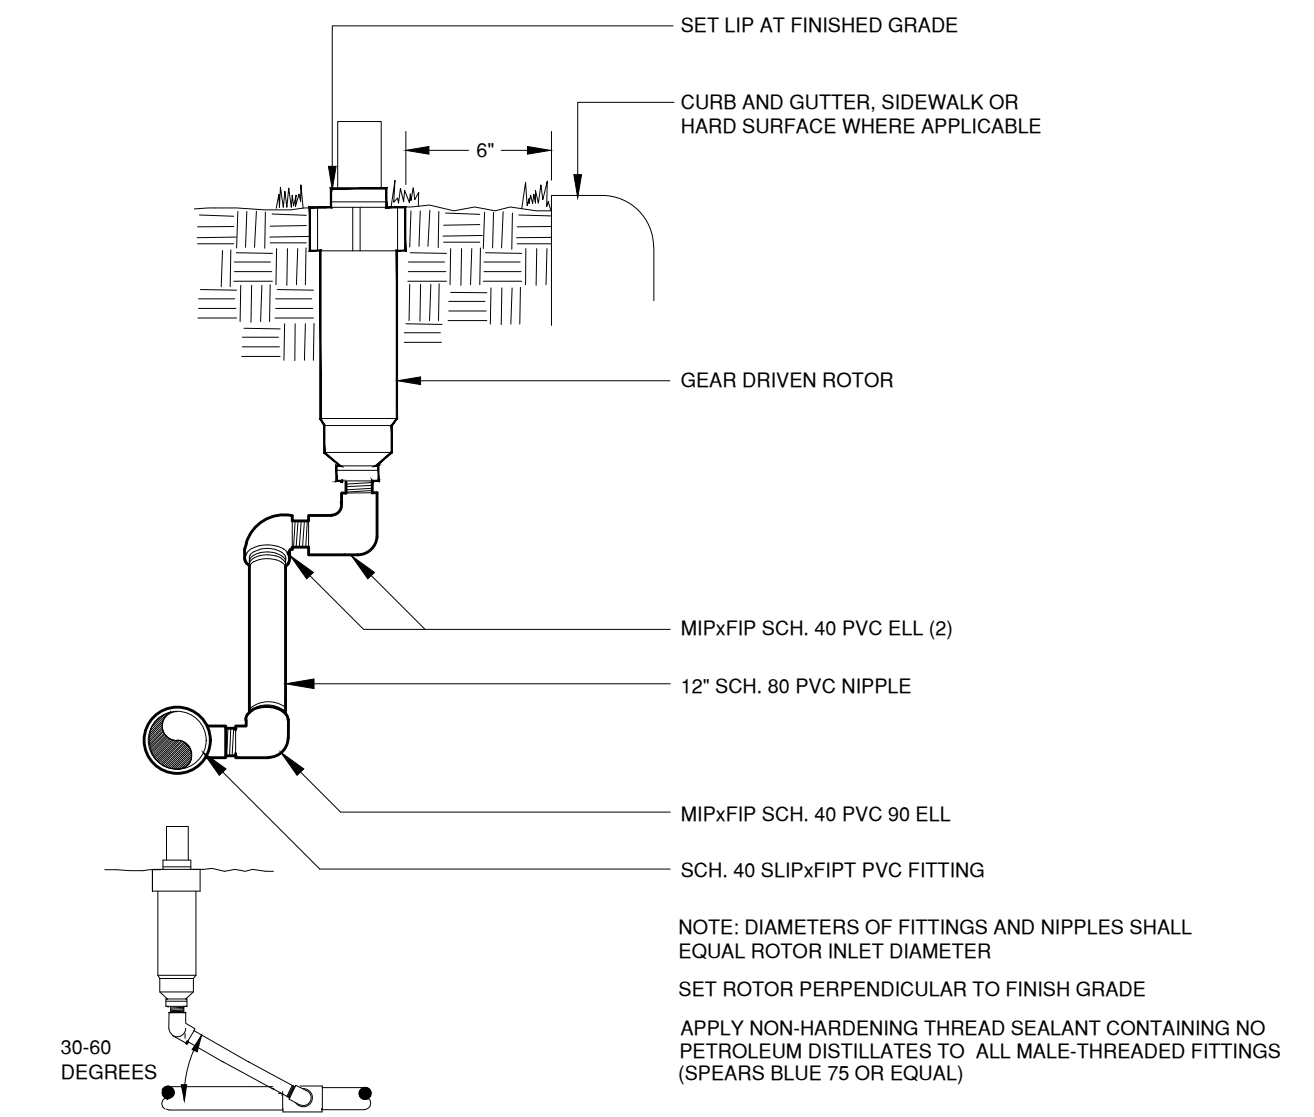 SET LIP AT FINISHED GRADE
CURB AND GUTTER, SIDEWALK OR
HARD SURFACE WHERE APPLICABLE
6"
GEAR DRIVEN ROTOR
MIPxFIP SCH. 40 PVC ELL (2)
12" SCH. 80 PVC NIPPLE
MIPxFIP SCH. 40 PVC 90 ELL
SCH. 40 SLIPxFIPT PVC FITTING
NOTE: DIAMETERS OF FITTINGS AND NIPPLES SHALL
EQUAL ROTOR INLET DIAMETER
SET ROTOR PERPENDICULAR TO FINISH GRADE
APPLY NON-HARDENING THREAD SEALANT CONTAINING NO
PETROLEUM DISTILLATES TO ALL MALE-THREADED FITTINGS
(SPEARS BLUE 75 OR EQUAL)
30-60
DEGREES